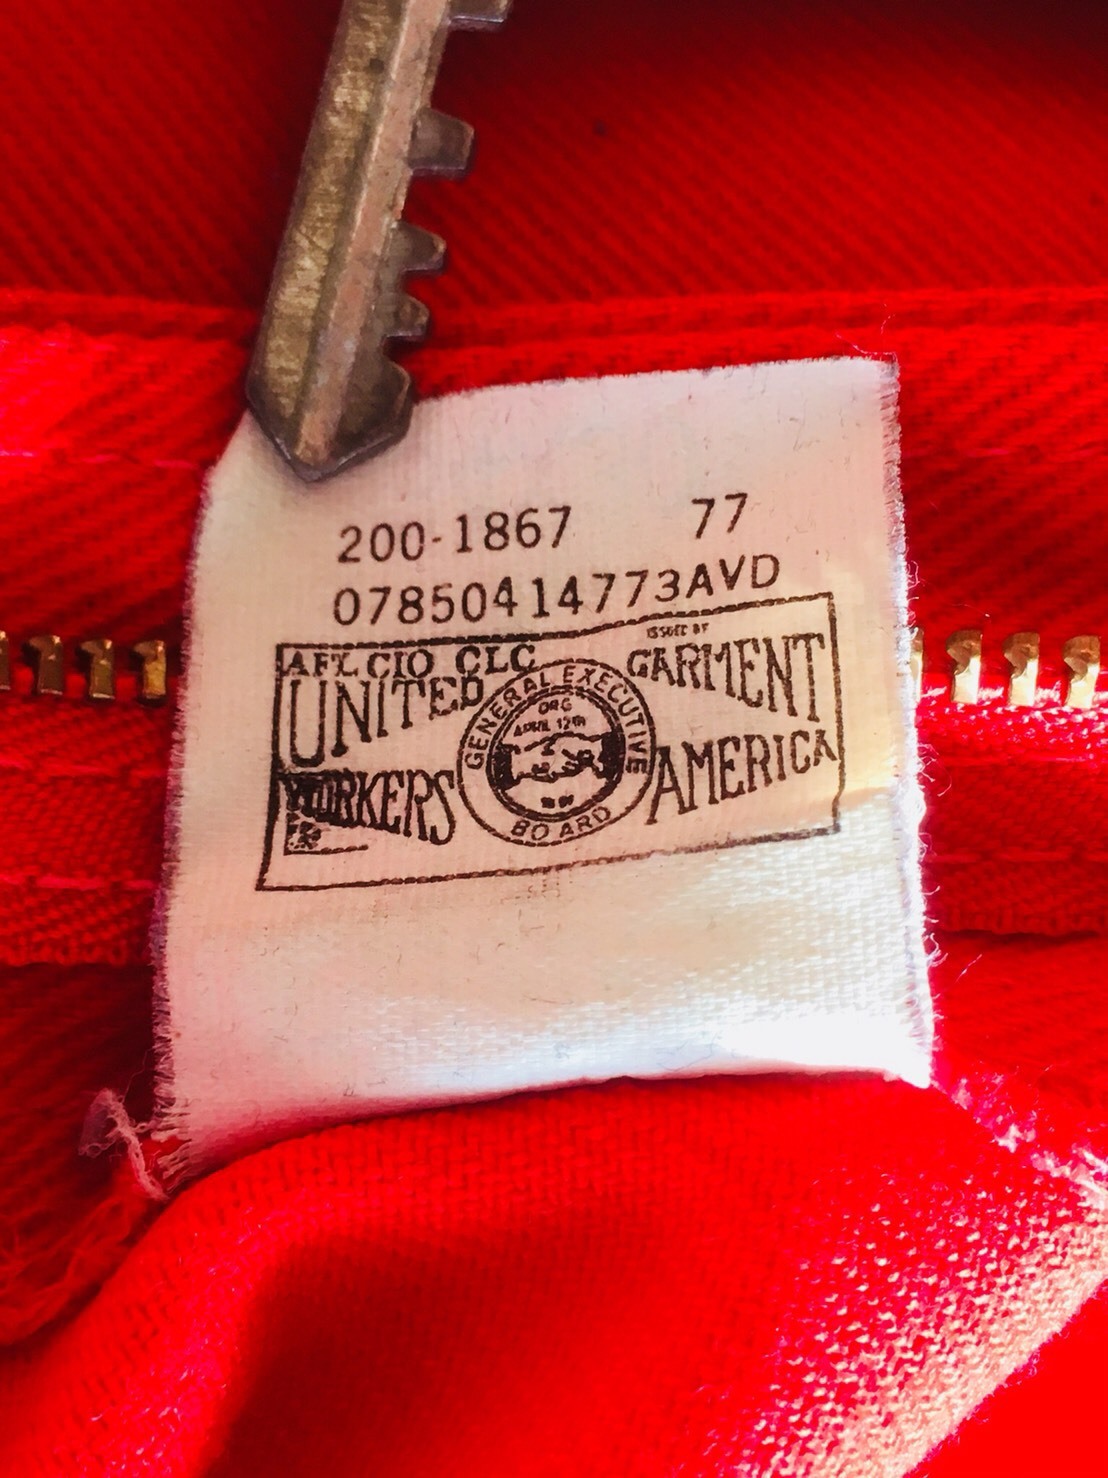 200-1867 77
07850414773AVD
ISSUED BY
AFL CIO CLC
UNITED GARMENT
WORKERS AMERICA
GENERAL EXECUTIVE
BOARD
ORG
APRIL 12TH